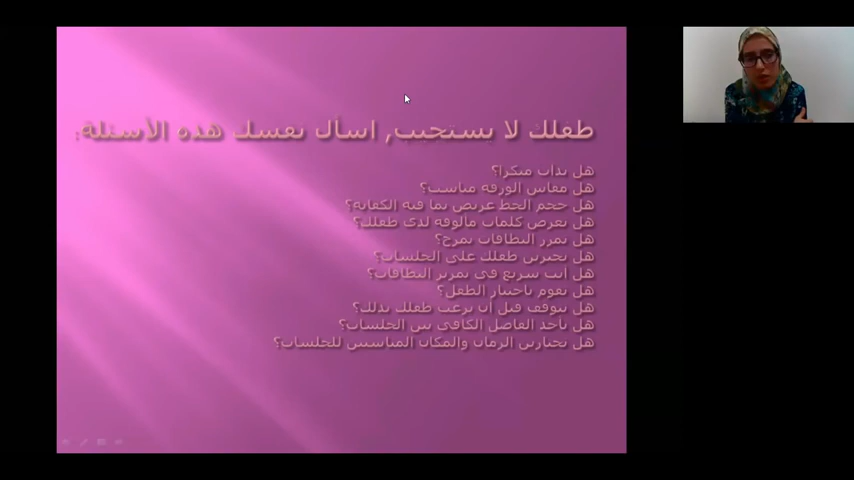 طفلك لا يستجيب, اسأل نفسك هذه الأسئلة:
هل بدأت مبكرا؟
هل مقاس الورقة مناسب؟
هل حجم الخط عريض بما فيه الكفاية؟
هل تعرض كلمات مألوفة لدى طفلك؟
هل تمرر البطاقات بمرح؟
هل تجبرين طفلك على الجلسات؟
هل أنت سريع في تمرير البطاقات؟
هل تقوم باختبار الطفل؟
هل تتوقف قبل أن يرغب طفلك بذلك؟
هل تأخذ الفاصل الكافي بين الجلسات؟
هل تختارين الزمان والمكان المناسبين للجلسات؟